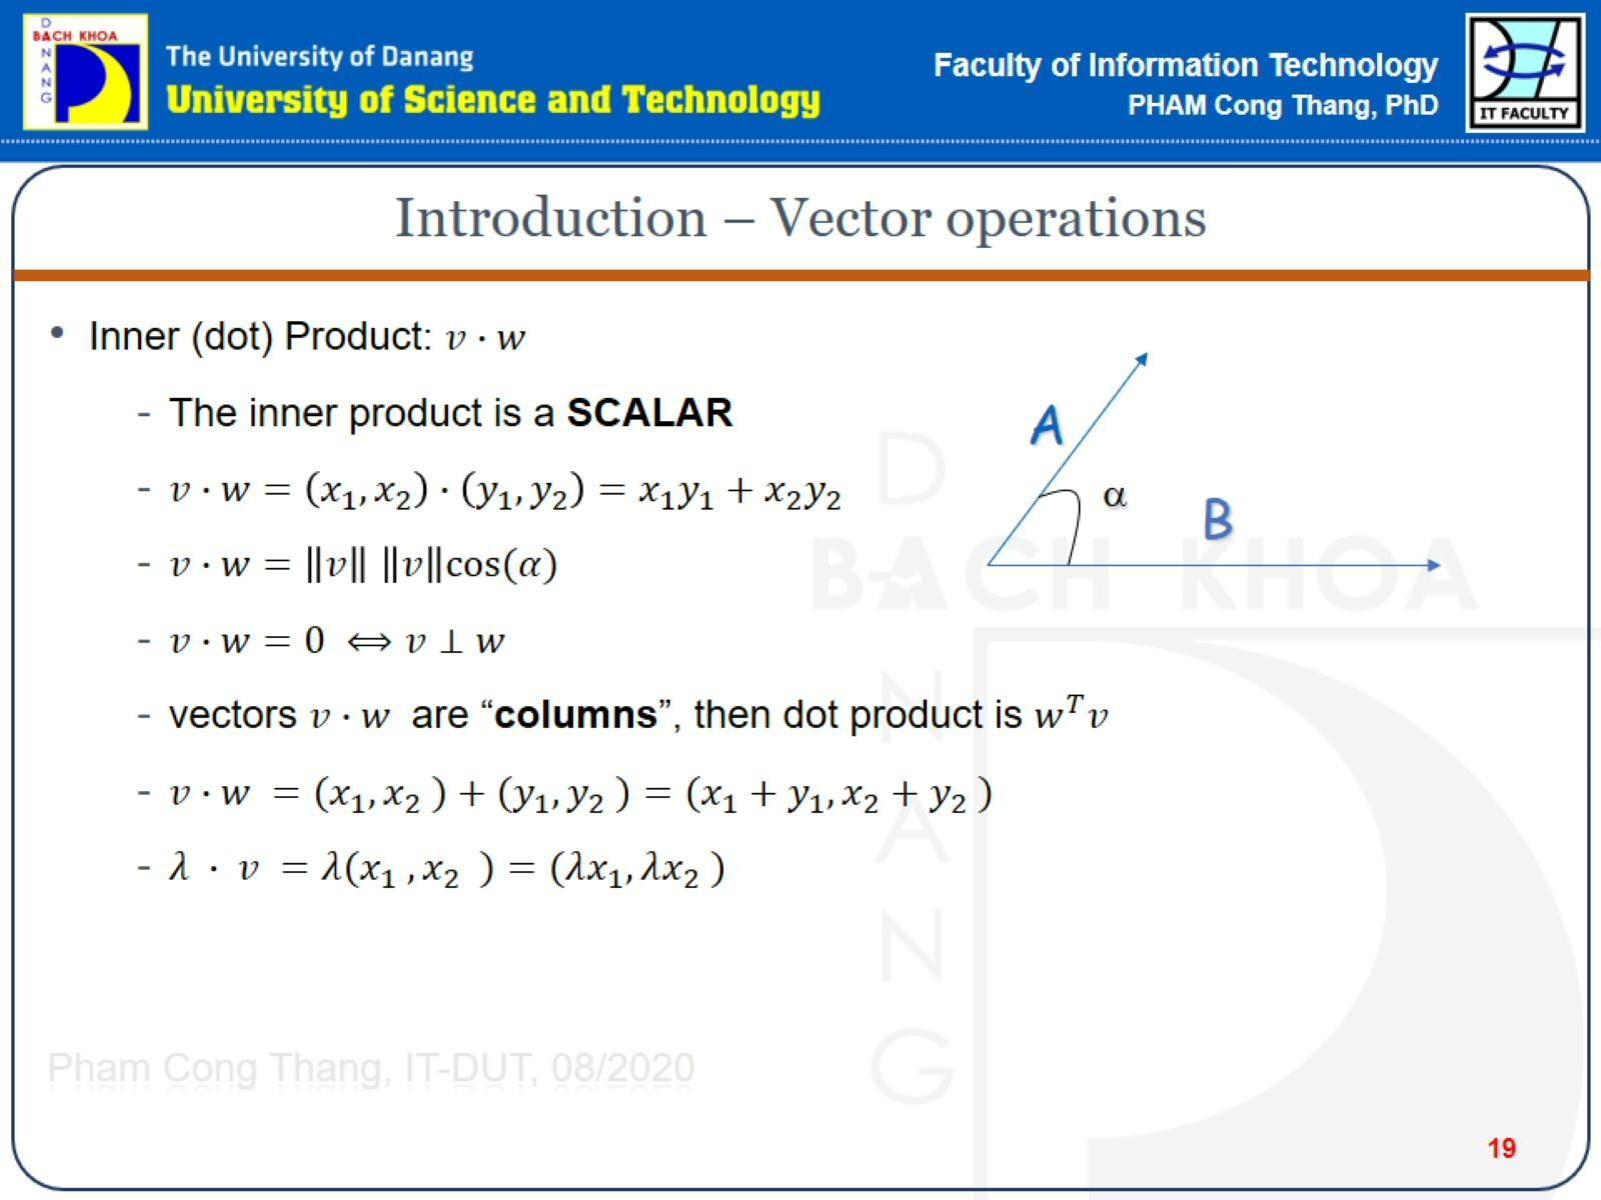 D
BACH KHOA
N
A
N
G
The University of Danang
University of Science and Technology
Faculty of Information Technology
PHAM Cong Thang, PhD
IT FACULTY
Introduction – Vector operations
• Inner (dot) Product: v · w
- The inner product is a SCALAR
- v · w = (x₁, x₂) · (y₁, y₂) = x₁y₁ + x₂y₂
- v · w = ‖v‖ ‖v‖cos(α)
- v · w = 0 ⟺ v ⊥ w
- vectors v · w are “columns”, then dot product is wᵀv
- v · w = (x₁, x₂ ) + (y₁, y₂ ) = (x₁ + y₁, x₂ + y₂ )
- λ · v = λ(x₁ , x₂ ) = (λx₁, λx₂ )
A
α
B
D
BACH KHOA
N
A
N
G
Pham Cong Thang, IT-DUT, 08/2020
19